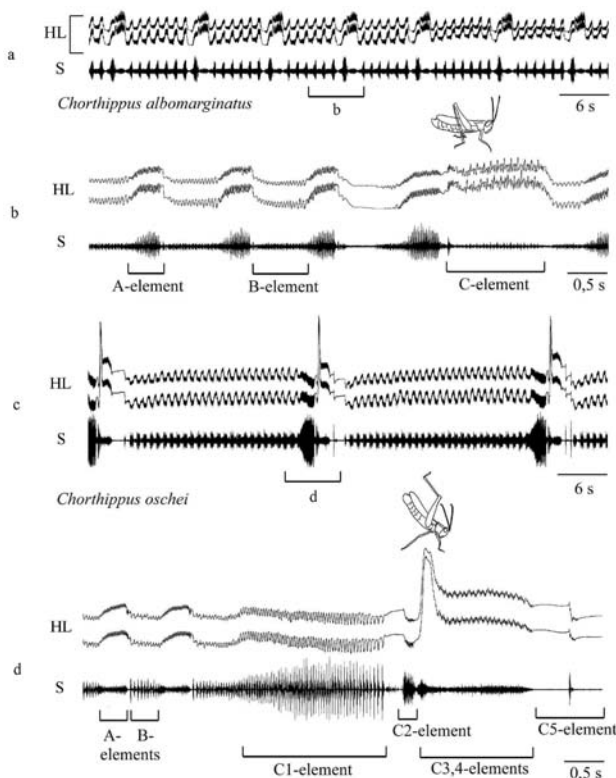 a
HL
S
Chorthippus albomarginatus
b
6 s
b
HL
S
A-element
B-element
C-element
0,5 s
c
HL
S
6 s
Chorthippus oschei
d
d
HL
S
A-
elements
B-
C1-element
C2-element
C3,4-elements
C5-element
0.5 s